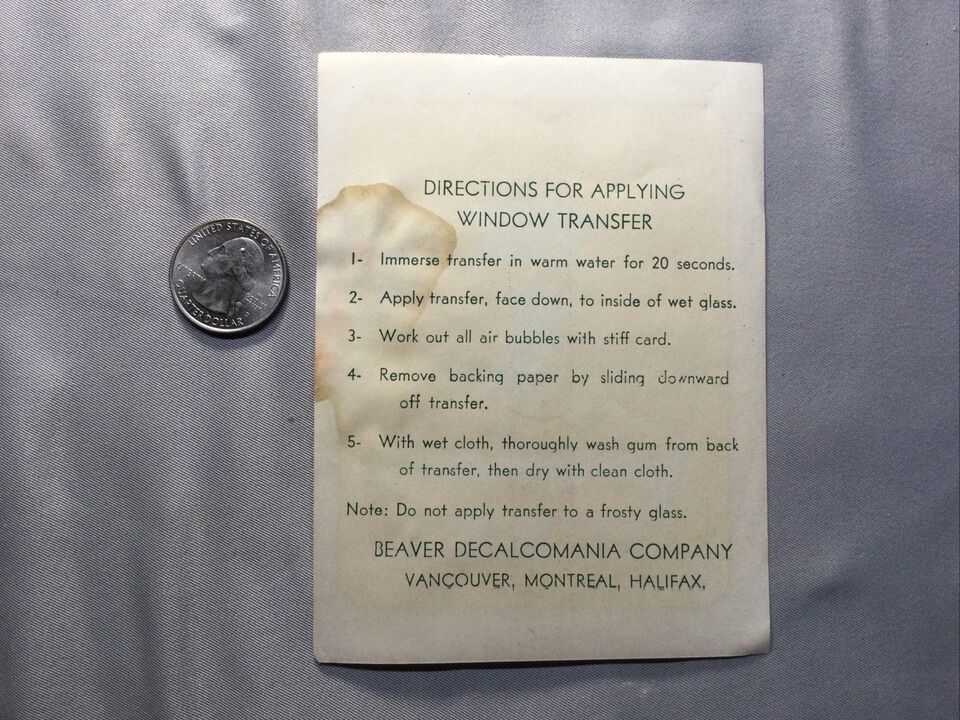 UNITED STATES OF AMERICA
LIBERTY
QUARTER DOLLAR
DIRECTIONS FOR APPLYING
WINDOW TRANSFER
1- Immerse transfer in warm water for 20 seconds.
2- Apply transfer, face down, to inside of wet glass.
3- Work out all air bubbles with stiff card.
4- Remove backing paper by sliding downward
off transfer.
5- With wet cloth, thoroughly wash gum from back
of transfer, then dry with clean cloth.
Note: Do not apply transfer to a frosty glass.
BEAVER DECALCOMANIA COMPANY
VANCOUVER, MONTREAL, HALIFAX,